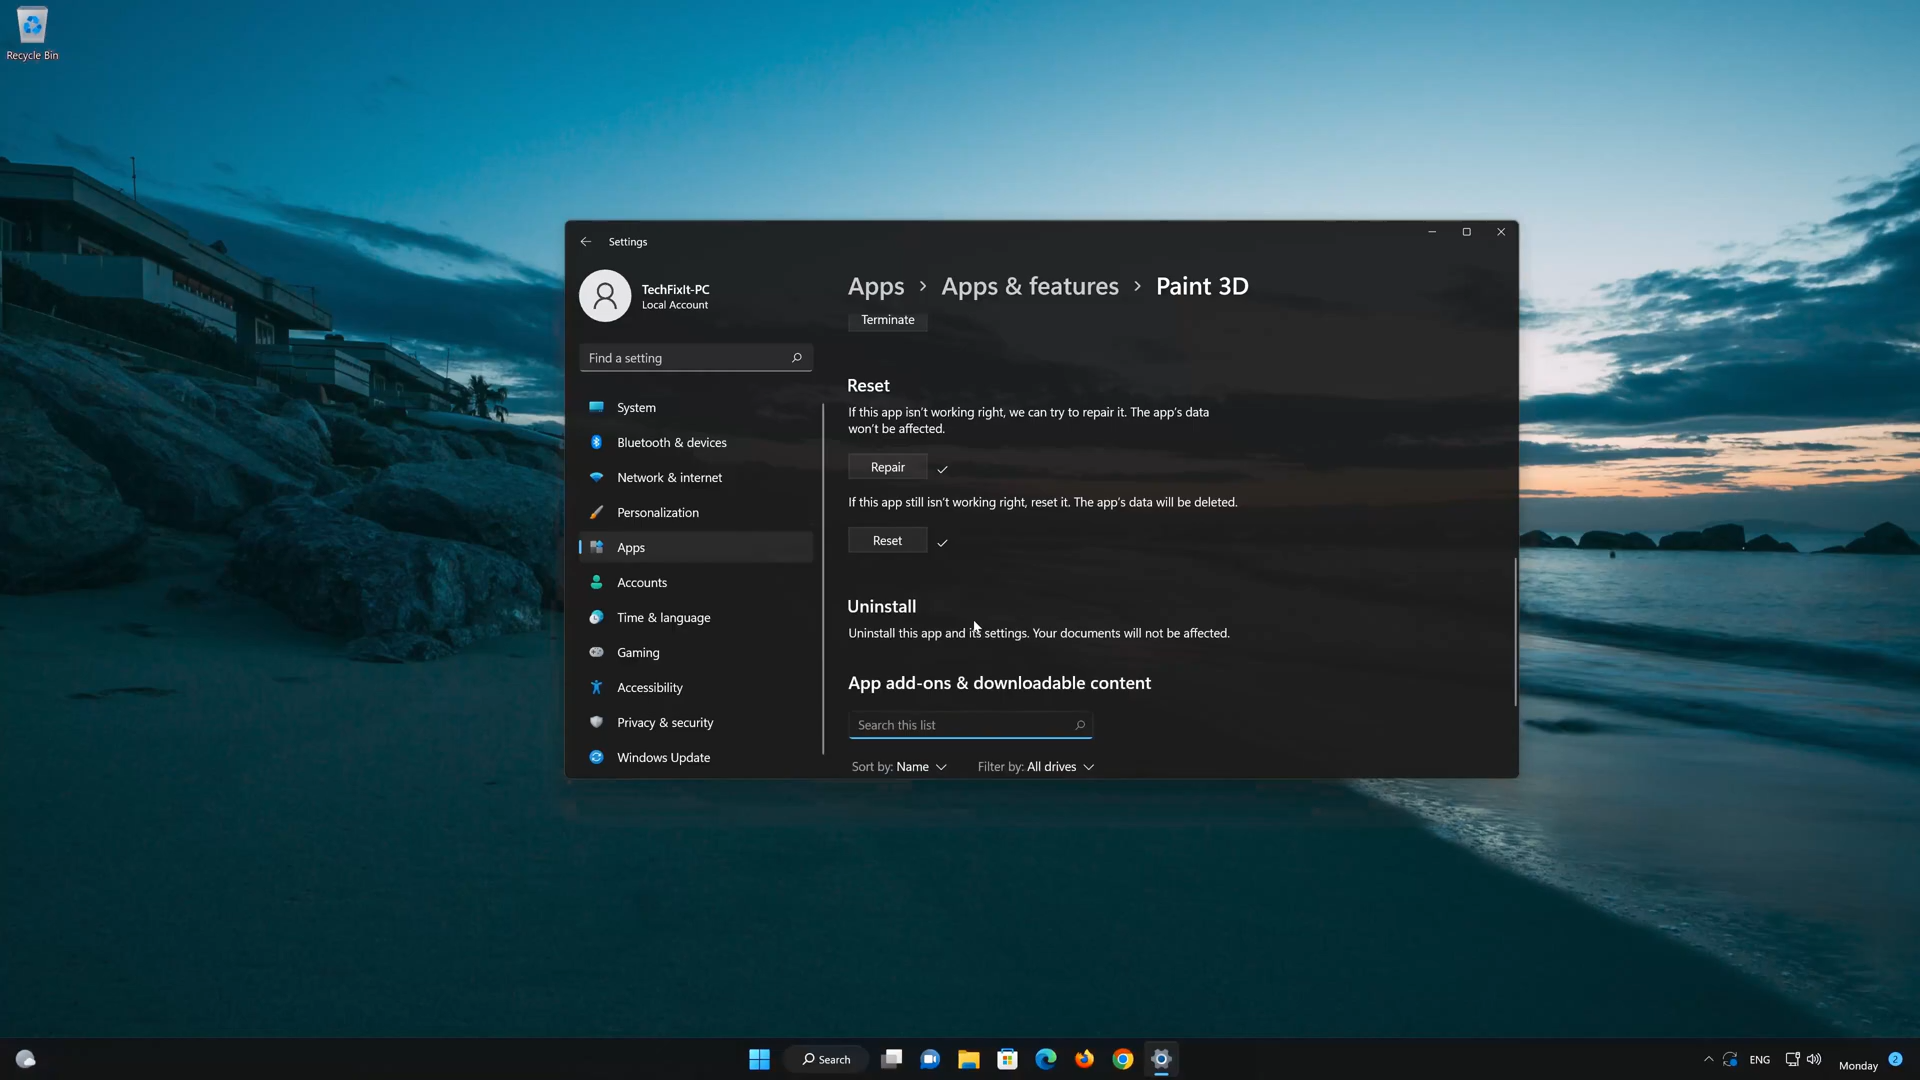 Recycle Bin
Settings
TechFixIt-PC
Local Account
Find a setting
System
Bluetooth & devices
Network & internet
Personalization
Apps
Accounts
Time & language
Gaming
Accessibility
Privacy & security
Windows Update
Apps > Apps & features > Paint 3D
Terminate
Reset
If this app isn't working right, we can try to repair it. The app's data
won't be affected.
Repair
If this app still isn't working right, reset it. The app's data will be deleted.
Reset
Uninstall
Uninstall this app and its settings. Your documents will not be affected.
App add-ons & downloadable content
Search this list
Sort by: Name Filter by: All drives
Search
ENG
Monday
2